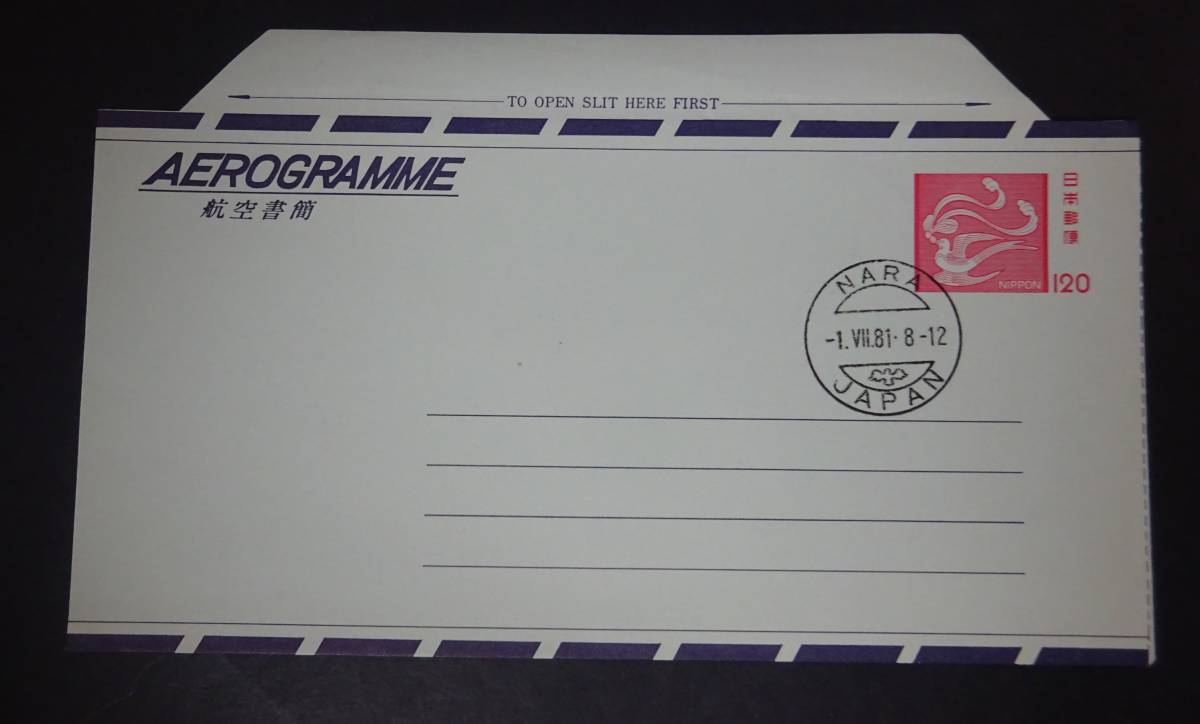 TO OPEN SLIT HERE FIRST
AEROGRAMME
航空書簡
日本郵便
NIPPON
120
NARA
-1.VII.81·8-12
JAPAN